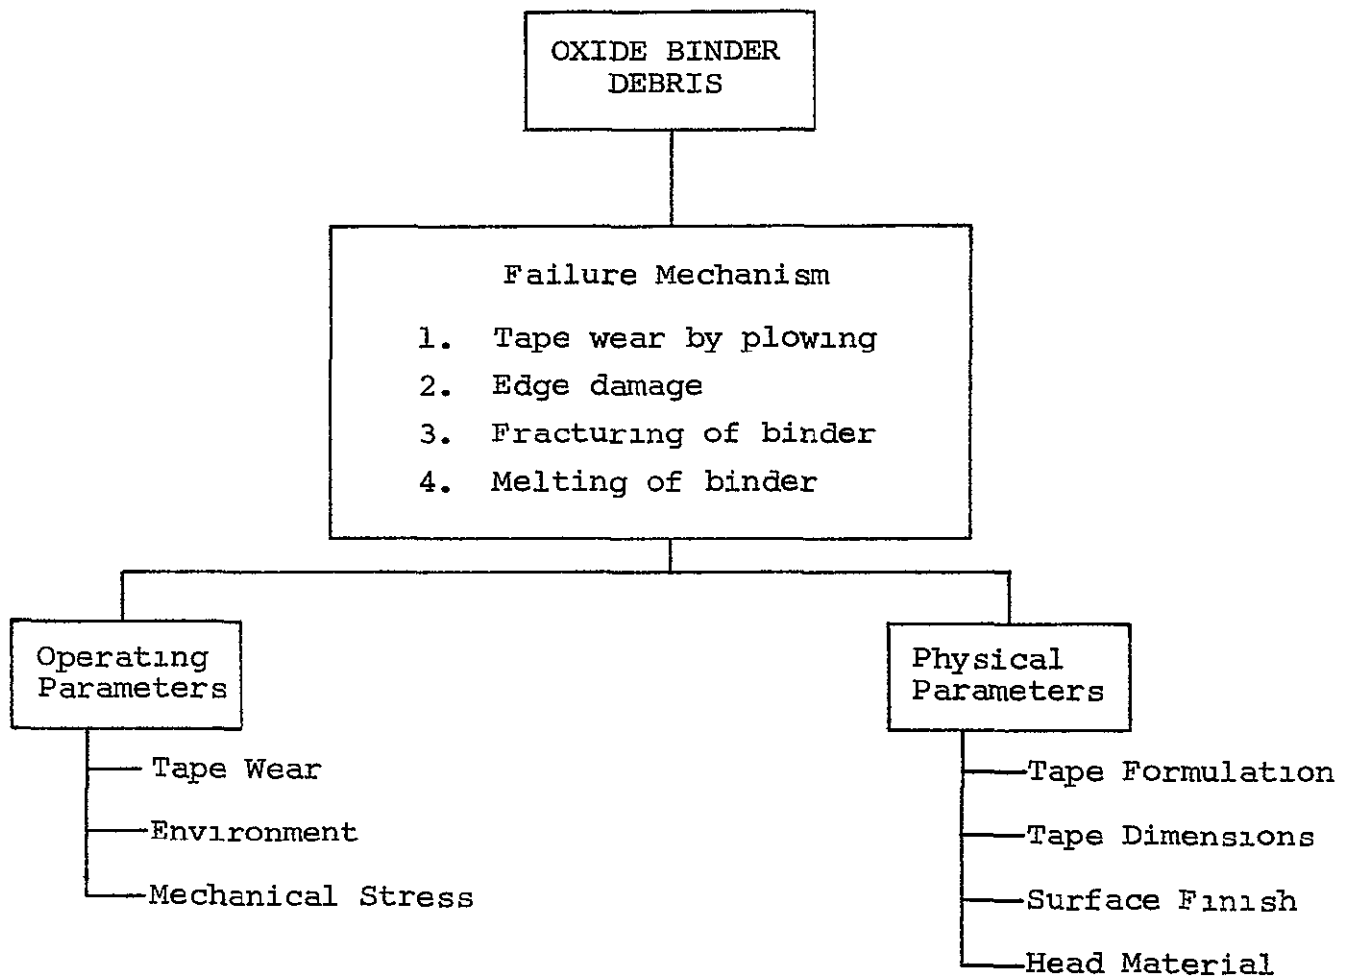 OXIDE BINDER
DEBRIS
Failure Mechanism
1. Tape wear by plowing
2. Edge damage
3. Fracturing of binder
4. Melting of binder
Operating
Parameters
Tape Wear
Environment
Mechanical Stress
Physical
Parameters
Tape Formulation
Tape Dimensions
Surface Finish
Head Material